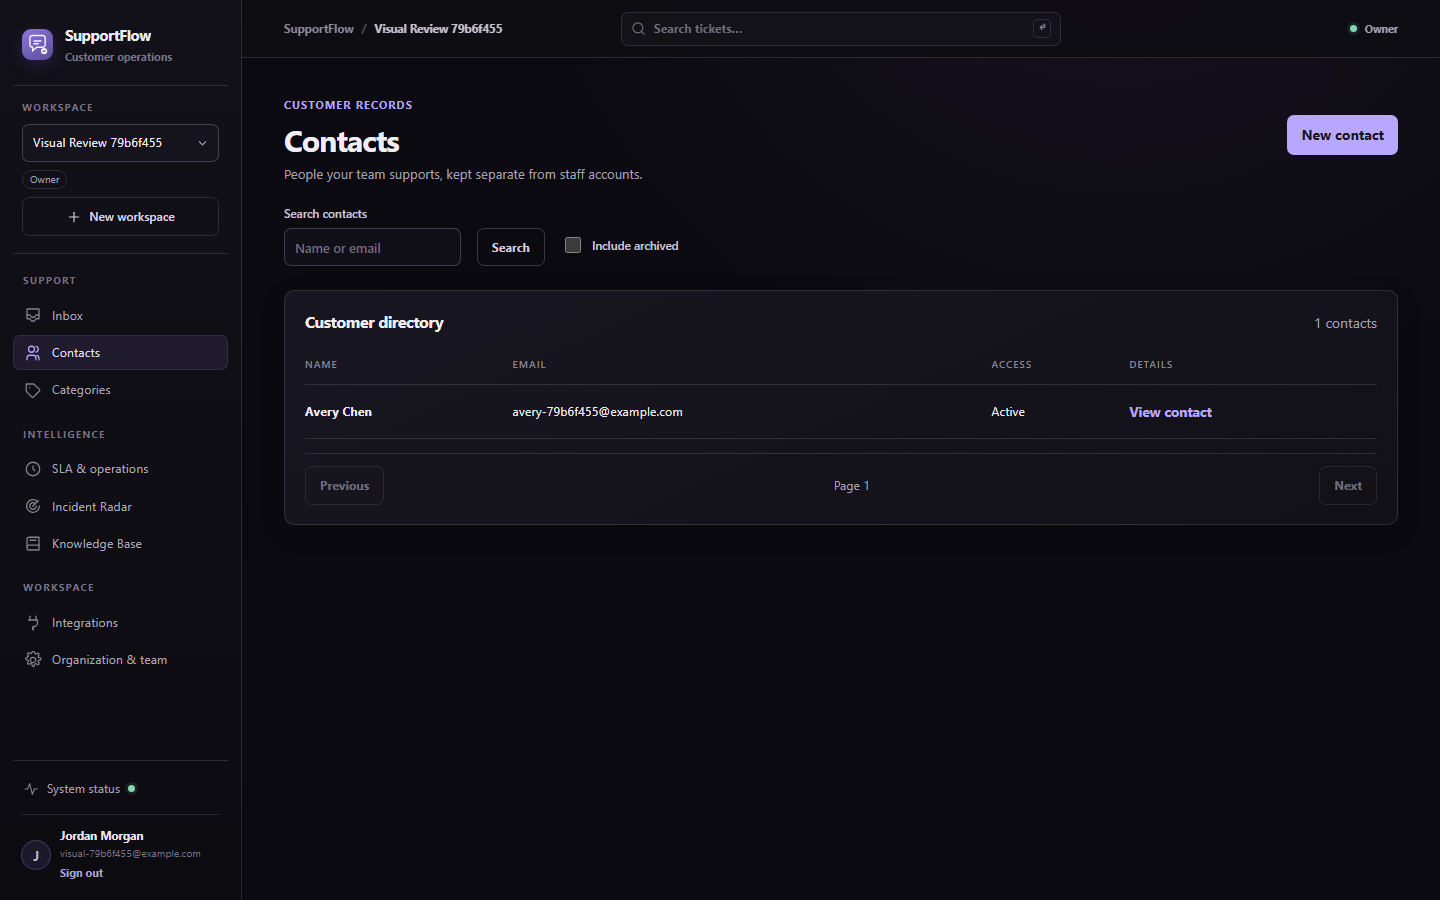 SupportFlow
Customer operations
WORKSPACE
Visual Review 79b6f455
Owner
New workspace
SUPPORT
Inbox
Contacts
Categories
INTELLIGENCE
SLA & operations
Incident Radar
Knowledge Base
WORKSPACE
Integrations
Organization & team
System status
J
Jordan Morgan
visual-79b6f455@example.com
Sign out
SupportFlow / Visual Review 79b6f455
Search tickets...
Owner
CUSTOMER RECORDS
Contacts
People your team supports, kept separate from staff accounts.
New contact
Search contacts
Name or email
Search
Include archived
Customer directory
1 contacts
NAME EMAIL ACCESS DETAILS
Avery Chen avery-79b6f455@example.com Active View contact
Previous Page 1 Next